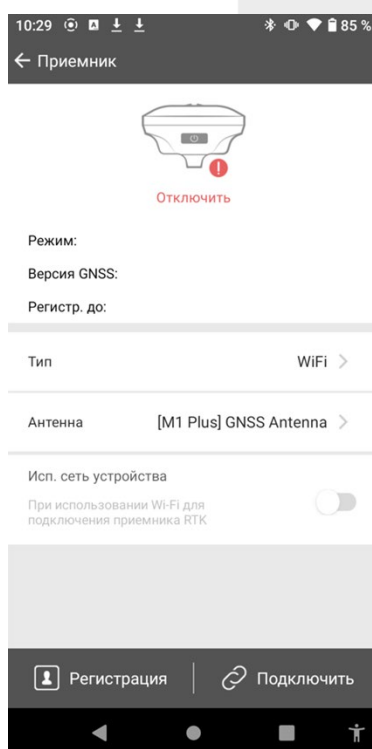 10:29 85 %
Приемник
Отключить
Режим:
Версия GNSS:
Регистр. до:
Тип WiFi
Антенна [M1 Plus] GNSS Antenna
Исп. сеть устройства
При использовании Wi-Fi для
подключения приемника RTK
Регистрация Подключить